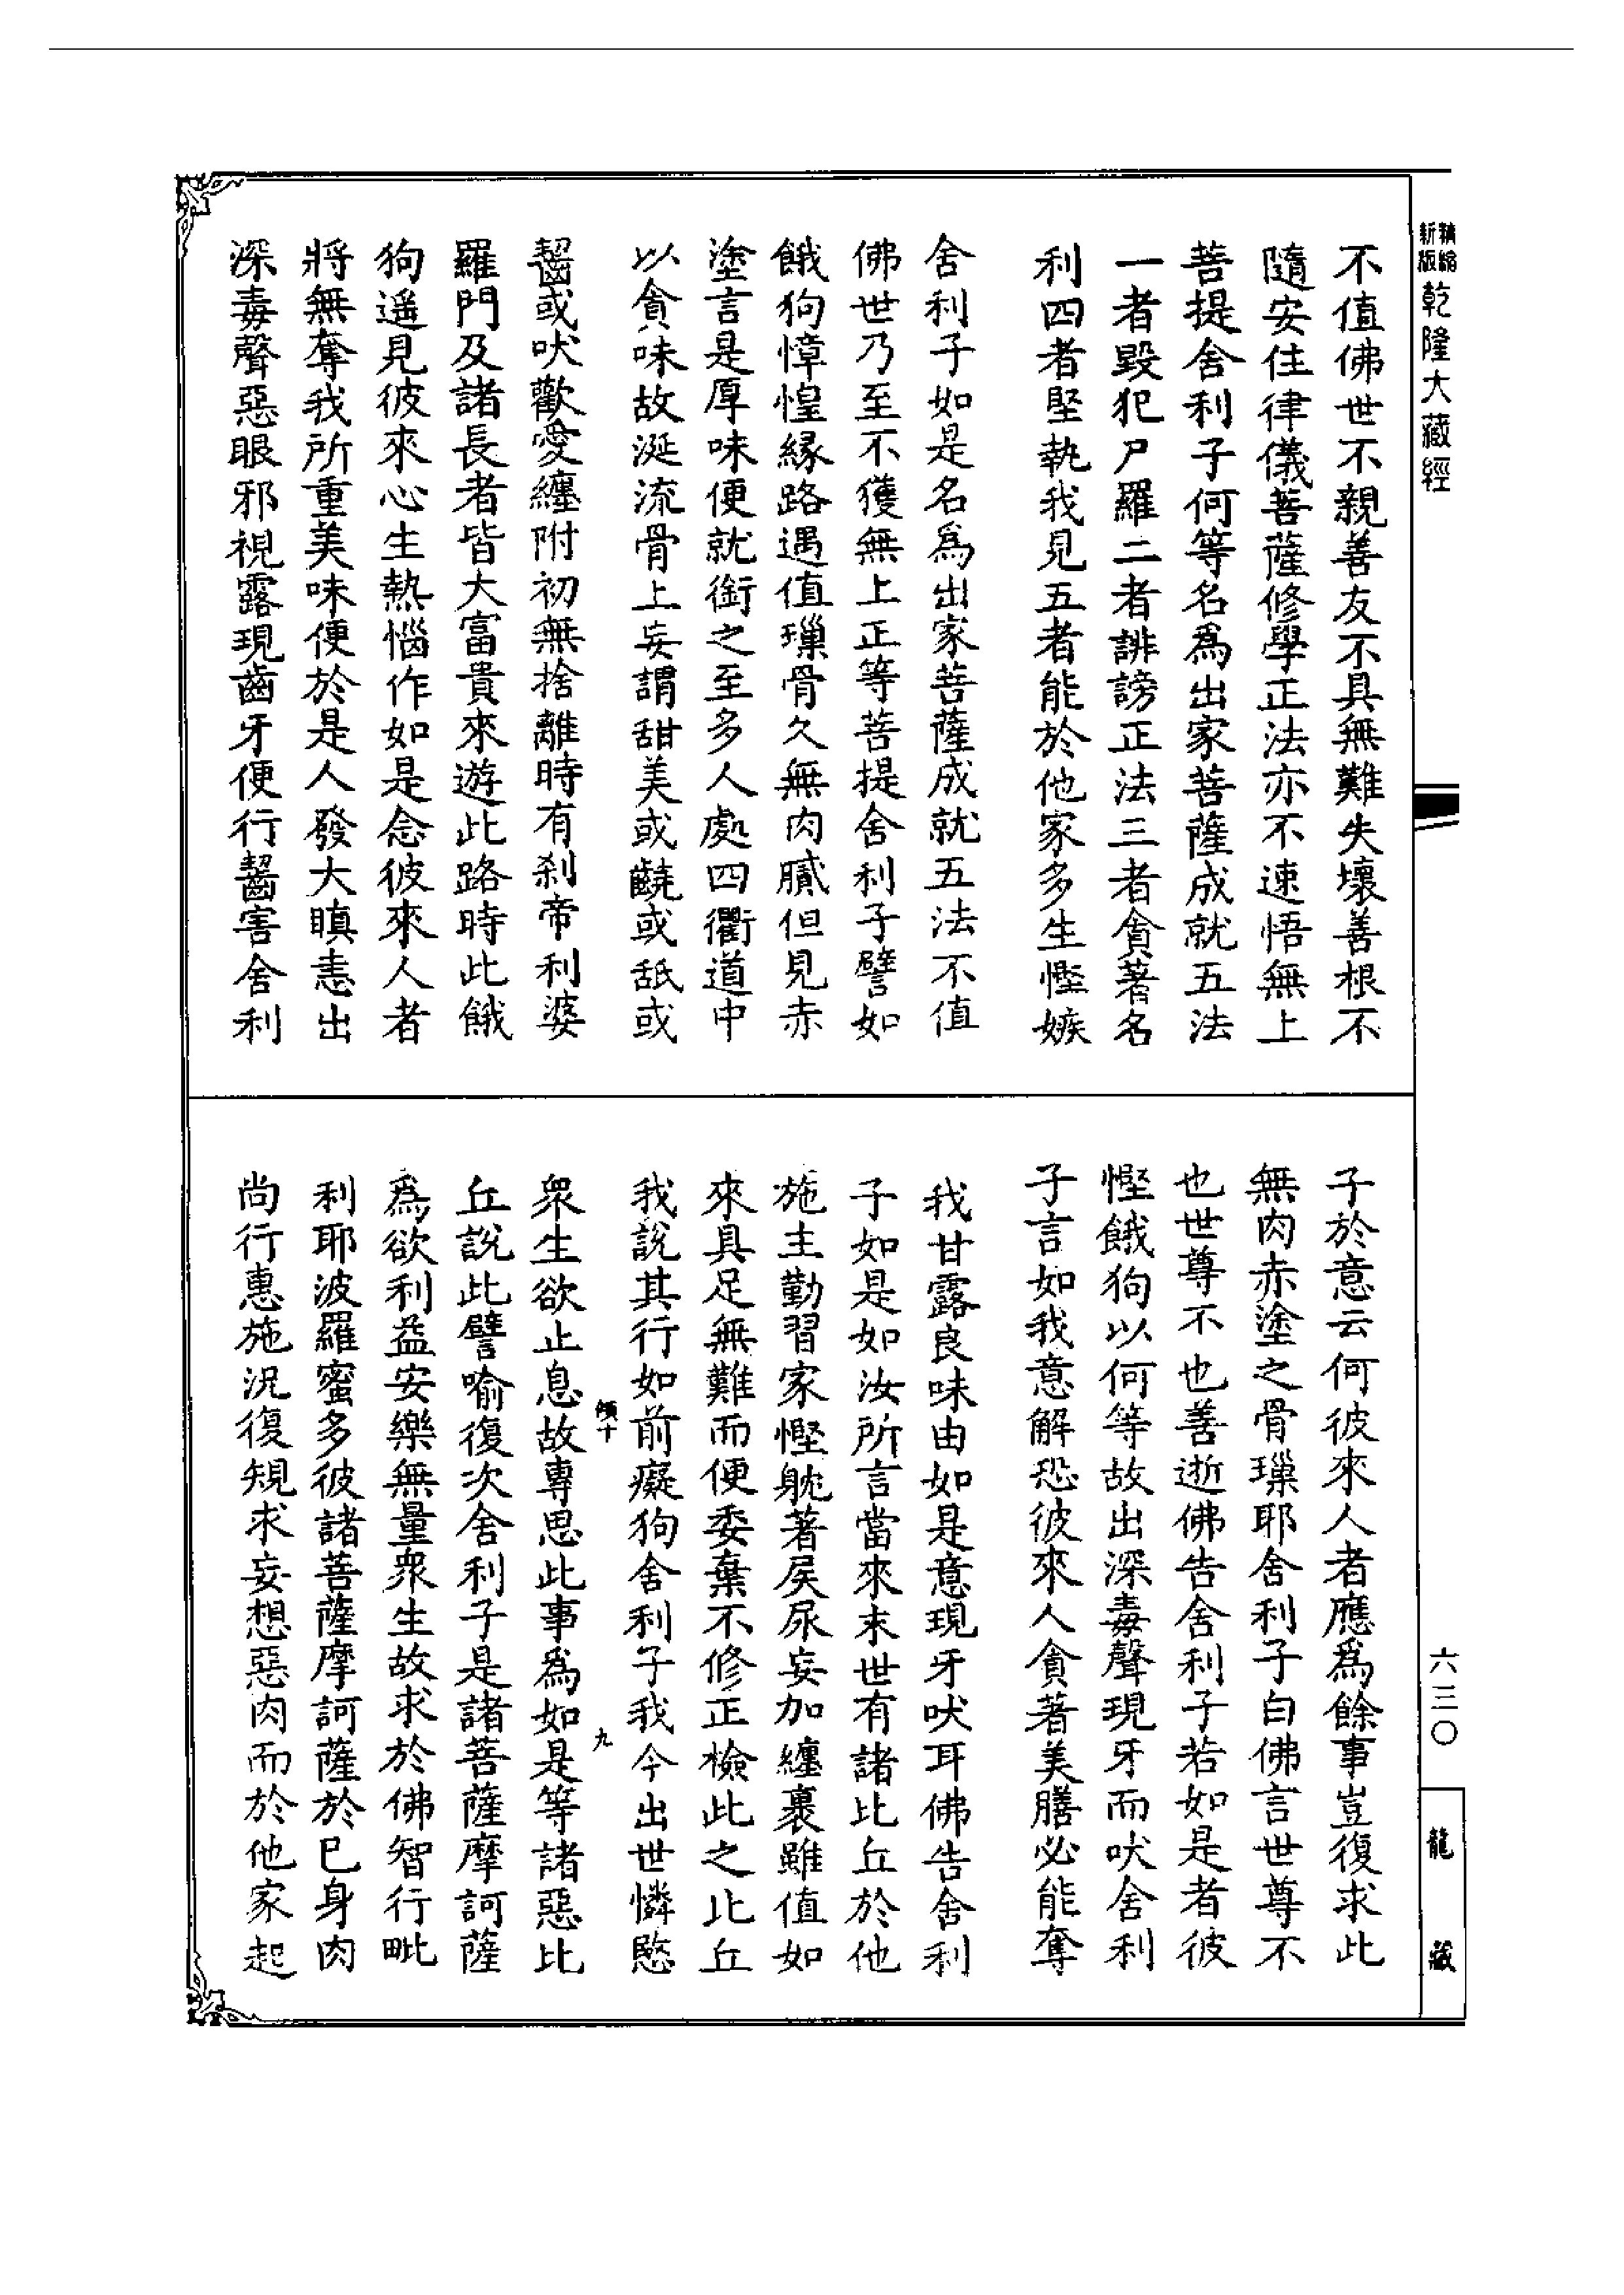 精縮
新版
乾隆大藏經
不值佛世不親善友不具無難失壞善根不
隨安住律儀菩薩修學正法亦不速悟無上
菩提舍利子何等名爲出家菩薩成就五法
一者毀犯尸羅二者誹謗正法三者貪著名
利四者堅執我見五者能於他家多生慳嫉
舍利子如是名爲出家菩薩成就五法不值
佛世乃至不獲無上正等菩提舍利子譬如
餓狗慞惶縁路遇值璅骨久無肉膩但見赤
塗言是厚味便就銜之至多人處四衢道中
以貪味故涎流骨上妄謂甜美或齩或舐或
齧或吠歡愛纏附初無捨離時有刹帝利婆
羅門及諸長者皆大富貴來遊此路時此餓
狗遥見彼來心生熱惱作如是念彼來人者
將無奪我所重美味便於是人發大瞋恚出
深毒聲惡眼邪視露現齒牙便行齧害舍利
子於意云何彼來人者應爲餘事豈復求此
無肉赤塗之骨璅耶舍利子白佛言世尊不
也世尊不也善逝佛告舍利子若如是者彼
慳餓狗以何等故出深毒聲現牙而吠舍利
子言如我意解恐彼來人貪著美膳必能奪
我甘露良味由如是意現牙吠耳佛告舍利
子如是如汝所言當來末世有諸比丘於他
施主勤習家慳躭著屎尿妄加纏裹雖值如
來具足無難而便委棄不修正檢此之比丘
我說其行如前癡狗舍利子我今出世憐愍
傾十 九
衆生欲止息故專思此事爲如是等諸惡比
丘說此譬喻復次舍利子是諸菩薩摩訶薩
爲欲利益安樂無量衆生故求於佛智行毗
利耶波羅蜜多彼諸菩薩摩訶薩於已身肉
尚行惠施況復規求妄想惡肉而於他家起
六三〇
龍藏